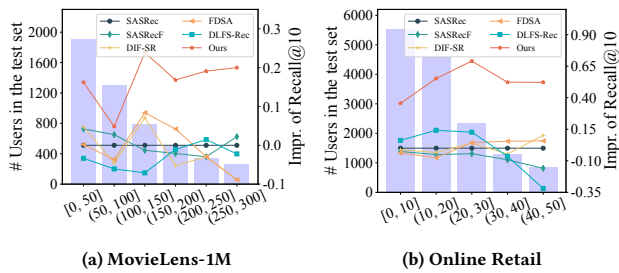 SASRec
SASRecF
DIF-SR
FDSA
DLFS-Rec
Ours
# Users in the test set
2000
1600
1200
800
400
0
0.3
0.2
0.1
0.0
-0.1
Impr. of Recall@10
[0, 50]
(50, 100]
(100, 150]
(150, 200]
(200, 250]
(250, 300]
(a) MovieLens-1M
SASRec
SASRecF
DIF-SR
FDSA
DLFS-Rec
Ours
# Users in the test set
6000
5000
4000
3000
2000
1000
0
0.90
0.65
0.40
0.15
-0.10
-0.35
Impr. of Recall@10
[0, 10]
(10, 20]
(20, 30]
(30, 40]
(40, 50]
(b) Online Retail